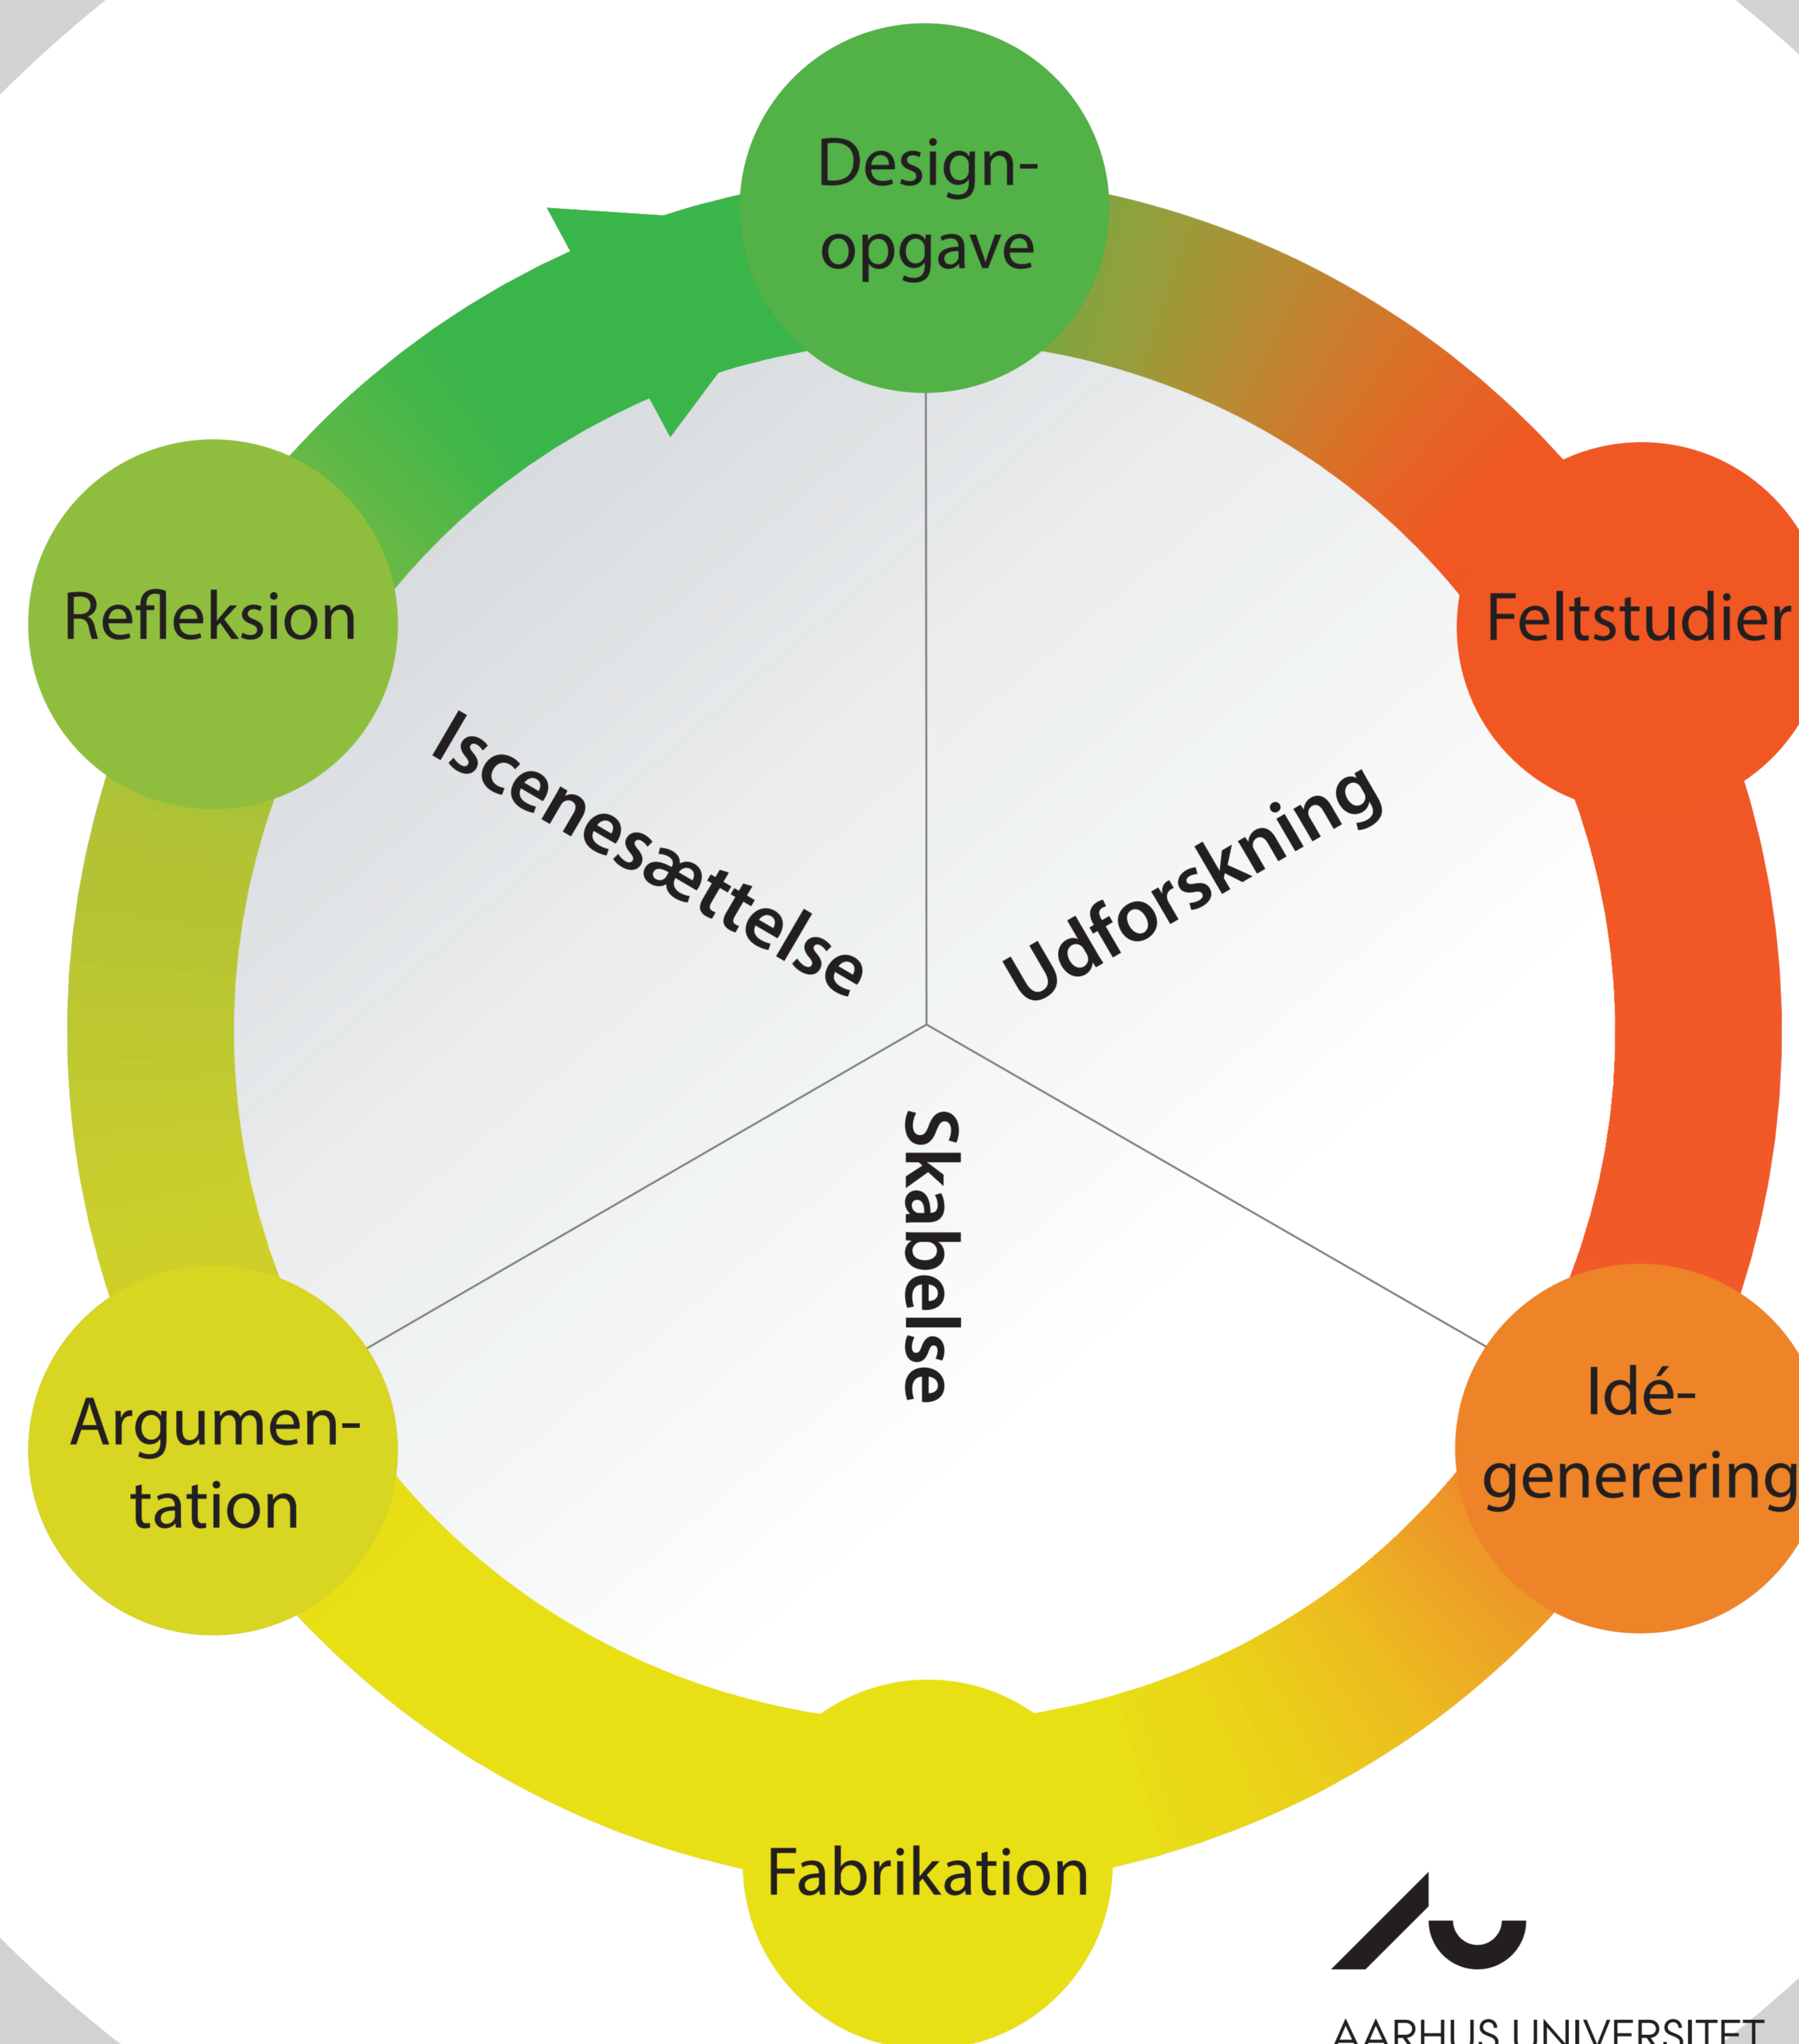 Design-
opgave
Refleksion
Feltstudier
Iscenesættelse
Udforskning
Skabelse
Argumen-
tation
Idé-
generering
Fabrikation
AARHUS UNIVERSITET